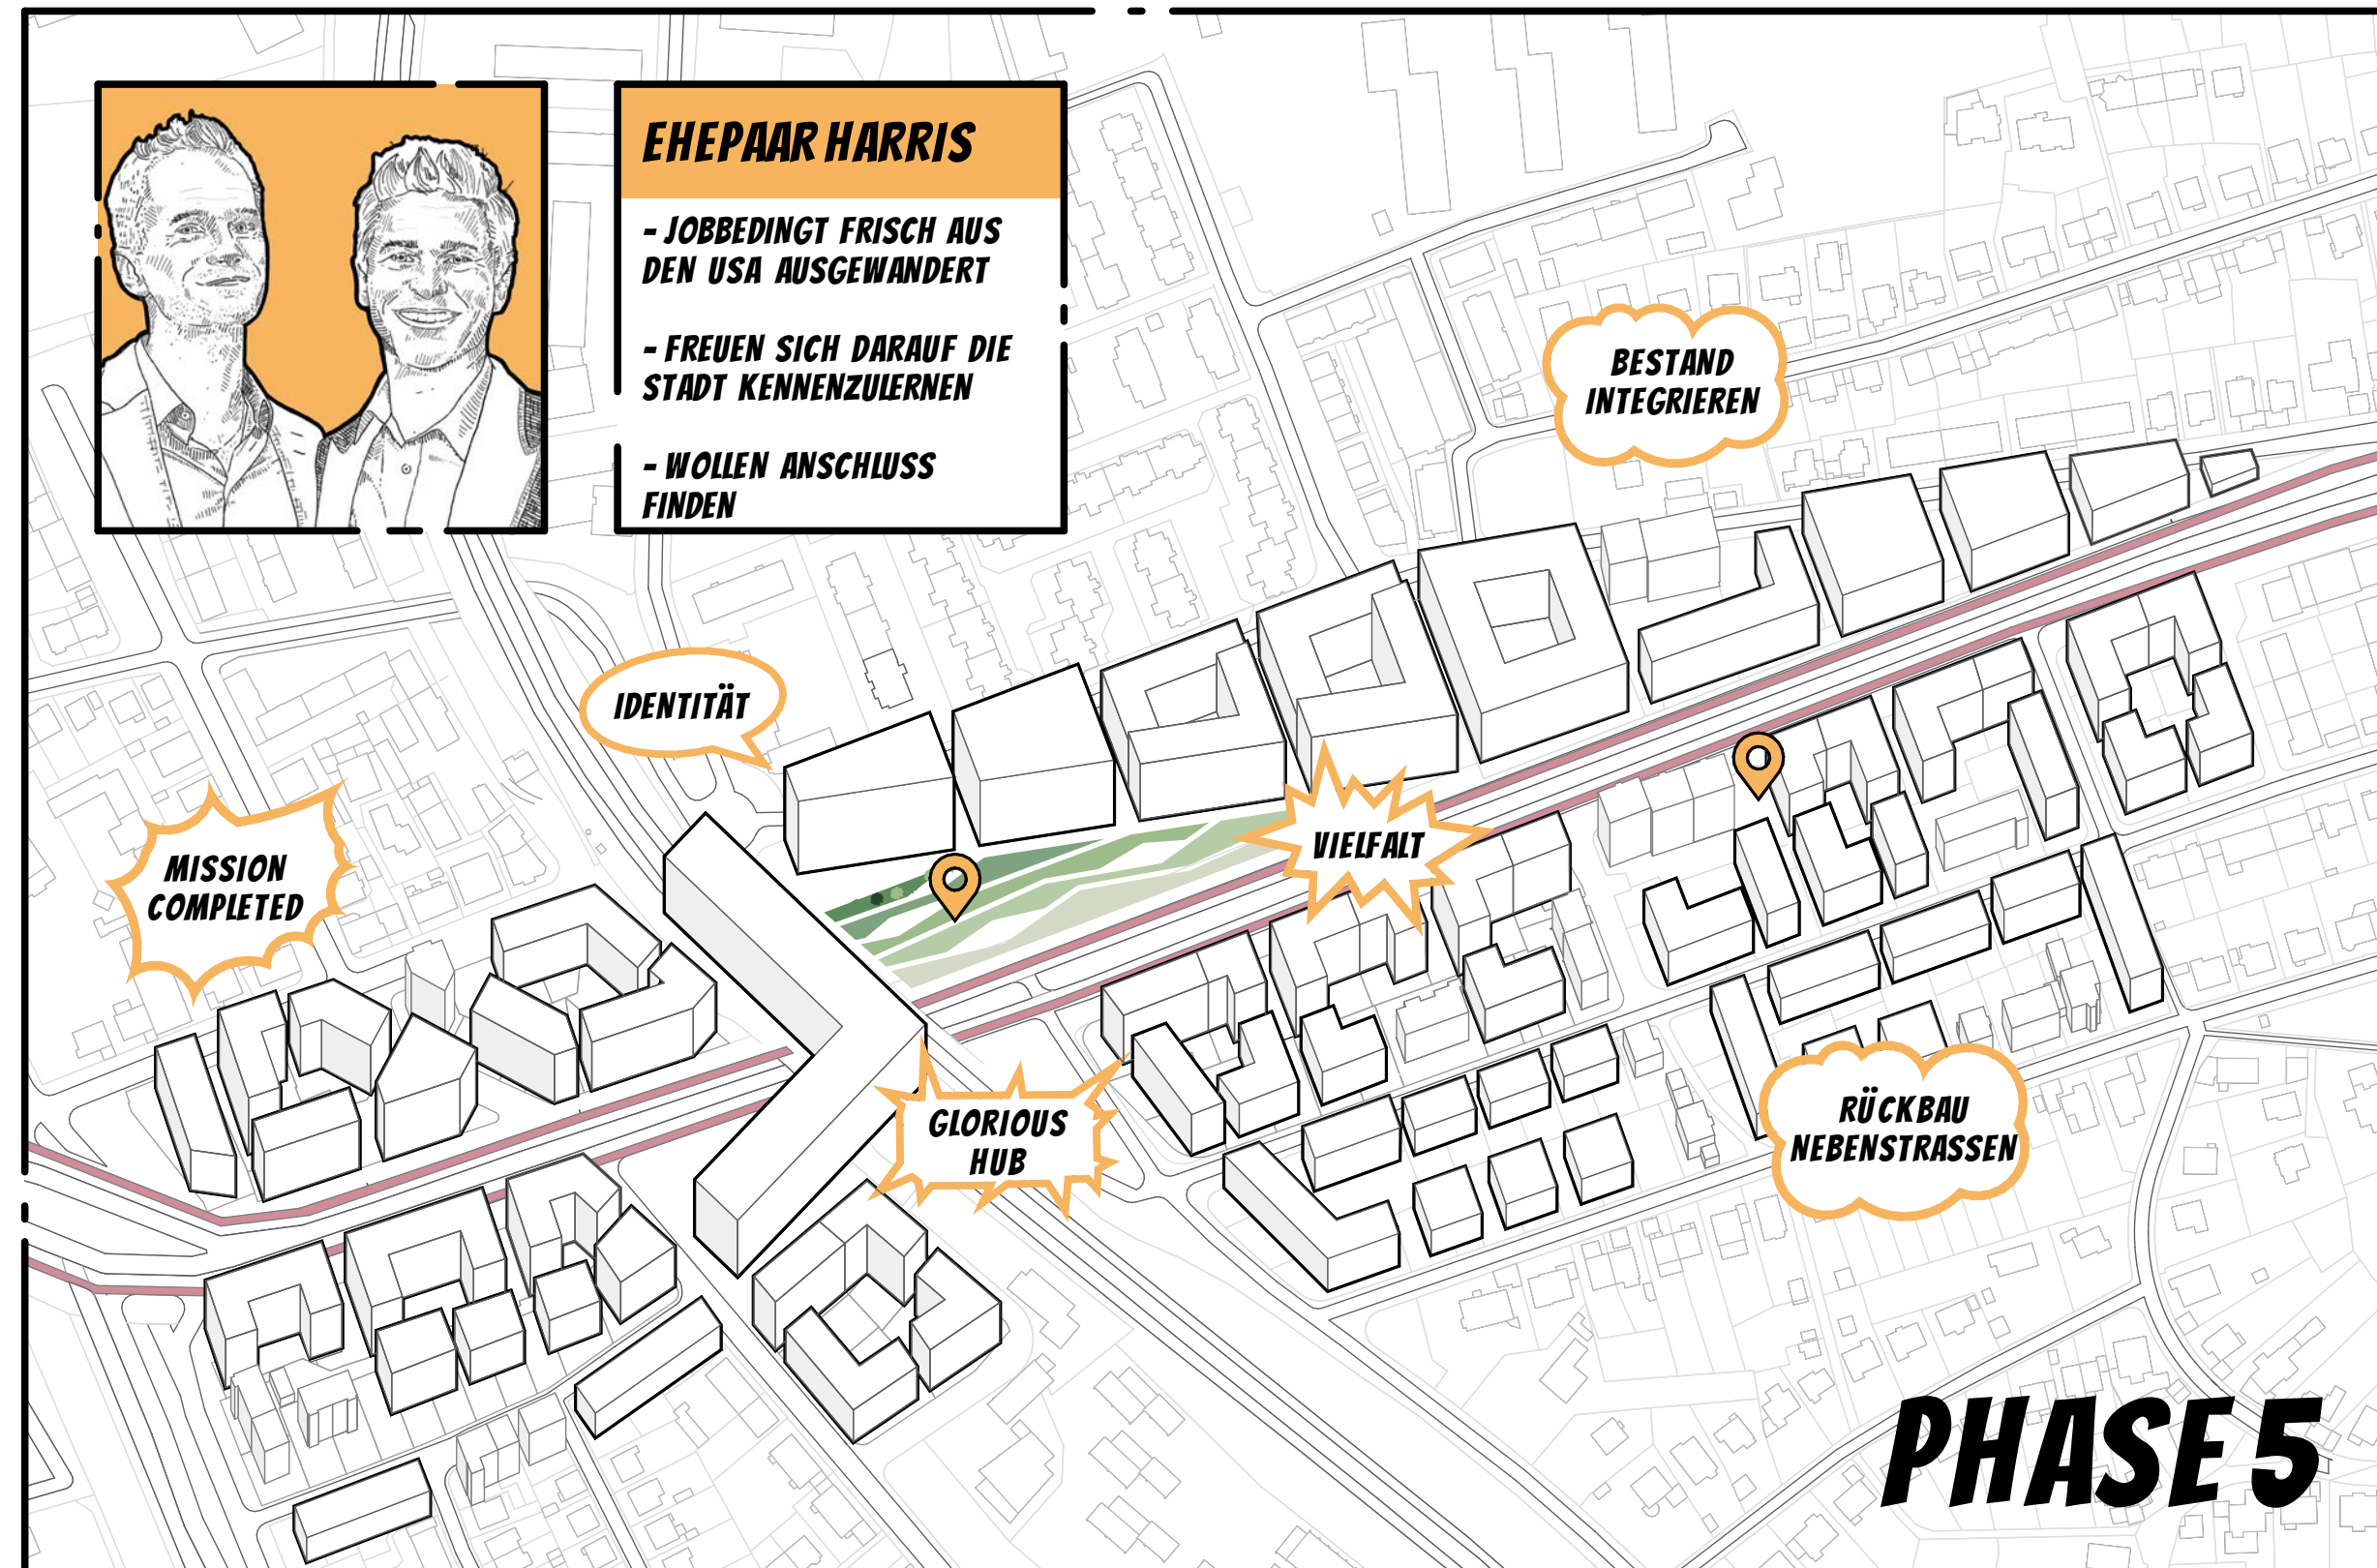 EHEPAAR HARRIS
- JOBBEDINGT FRISCH AUS
DEN USA AUSGEWANDERT
- FREUEN SICH DARAUF DIE
STADT KENNENZULERNEN
- WOLLEN ANSCHLUSS
FINDEN
BESTAND
INTEGRIEREN
IDENTITÄT
VIELFALT
MISSION
COMPLETED
GLORIOUS
HUB
RÜCKBAU
NEBENSTRASSEN
PHASE 5